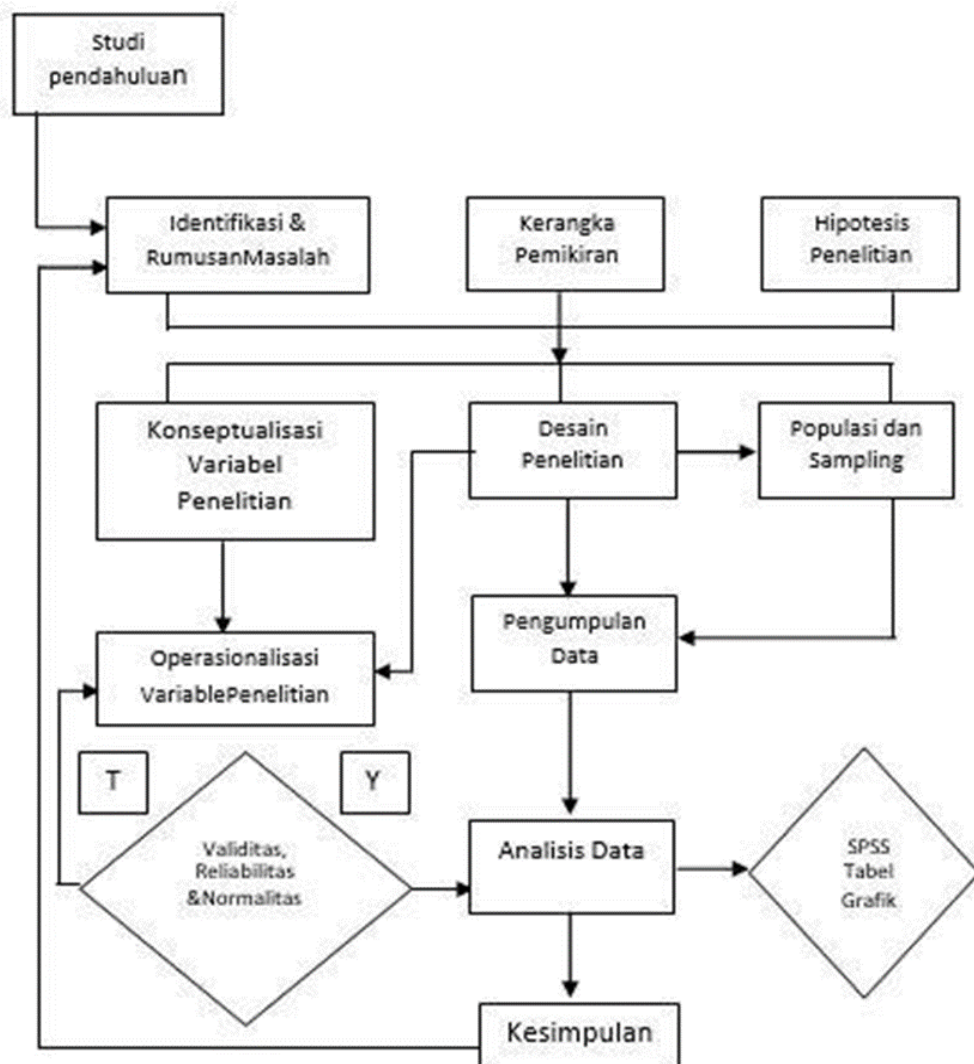 Studi
pendahuluan
Identifikasi &
RumusanMasalah
Kerangka
Pemikiran
Hipotesis
Penelitian
Konseptualisasi
Variabel
Penelitian
Desain
Penelitian
Populasi dan
Sampling
Pengumpulan
Data
Operasionalisasi
VariablePenelitian
T
Y
Validitas,
Reliabilitas
&Normalitas
Analisis Data
SPSS
Tabel
Grafik
Kesimpulan